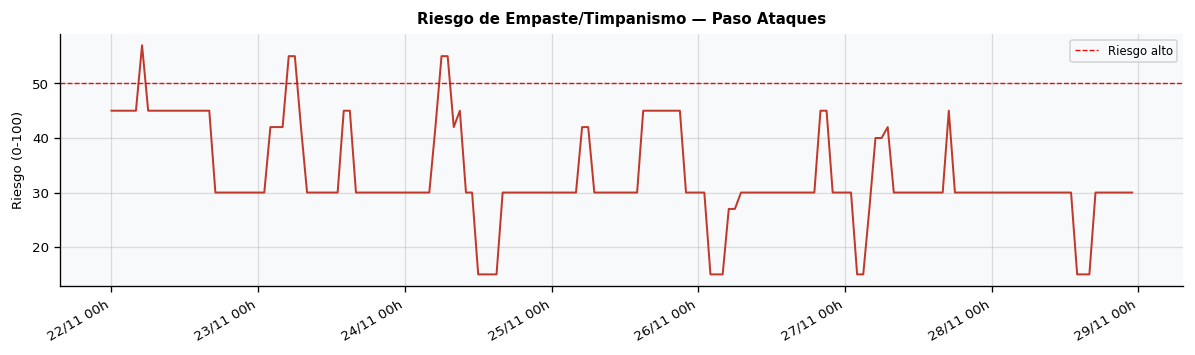 Riesgo de Empaste/Timpanismo — Paso Ataques
Riesgo alto
Riesgo (0-100)
50
40
30
20
22/11 00h
23/11 00h
24/11 00h
25/11 00h
26/11 00h
27/11 00h
28/11 00h
29/11 00h